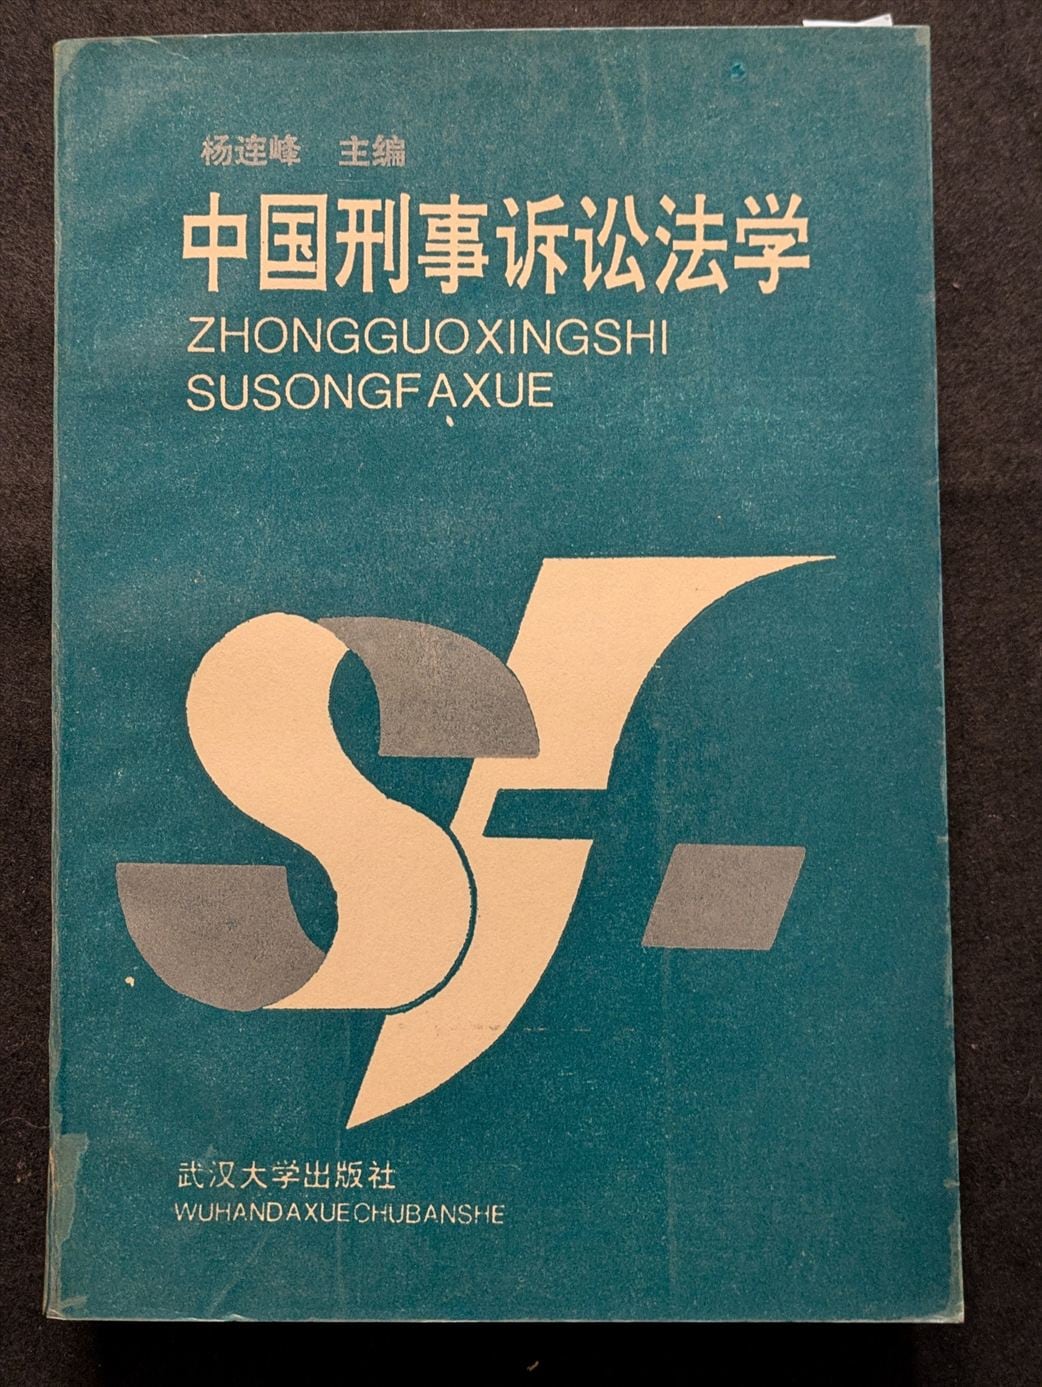 杨连峰 主编
中国刑事诉讼法学
ZHONGGUOXINGSHI
SUSONGFAXUE
SF
武汉大学出版社
WUHANDAXUECHUBANSHE